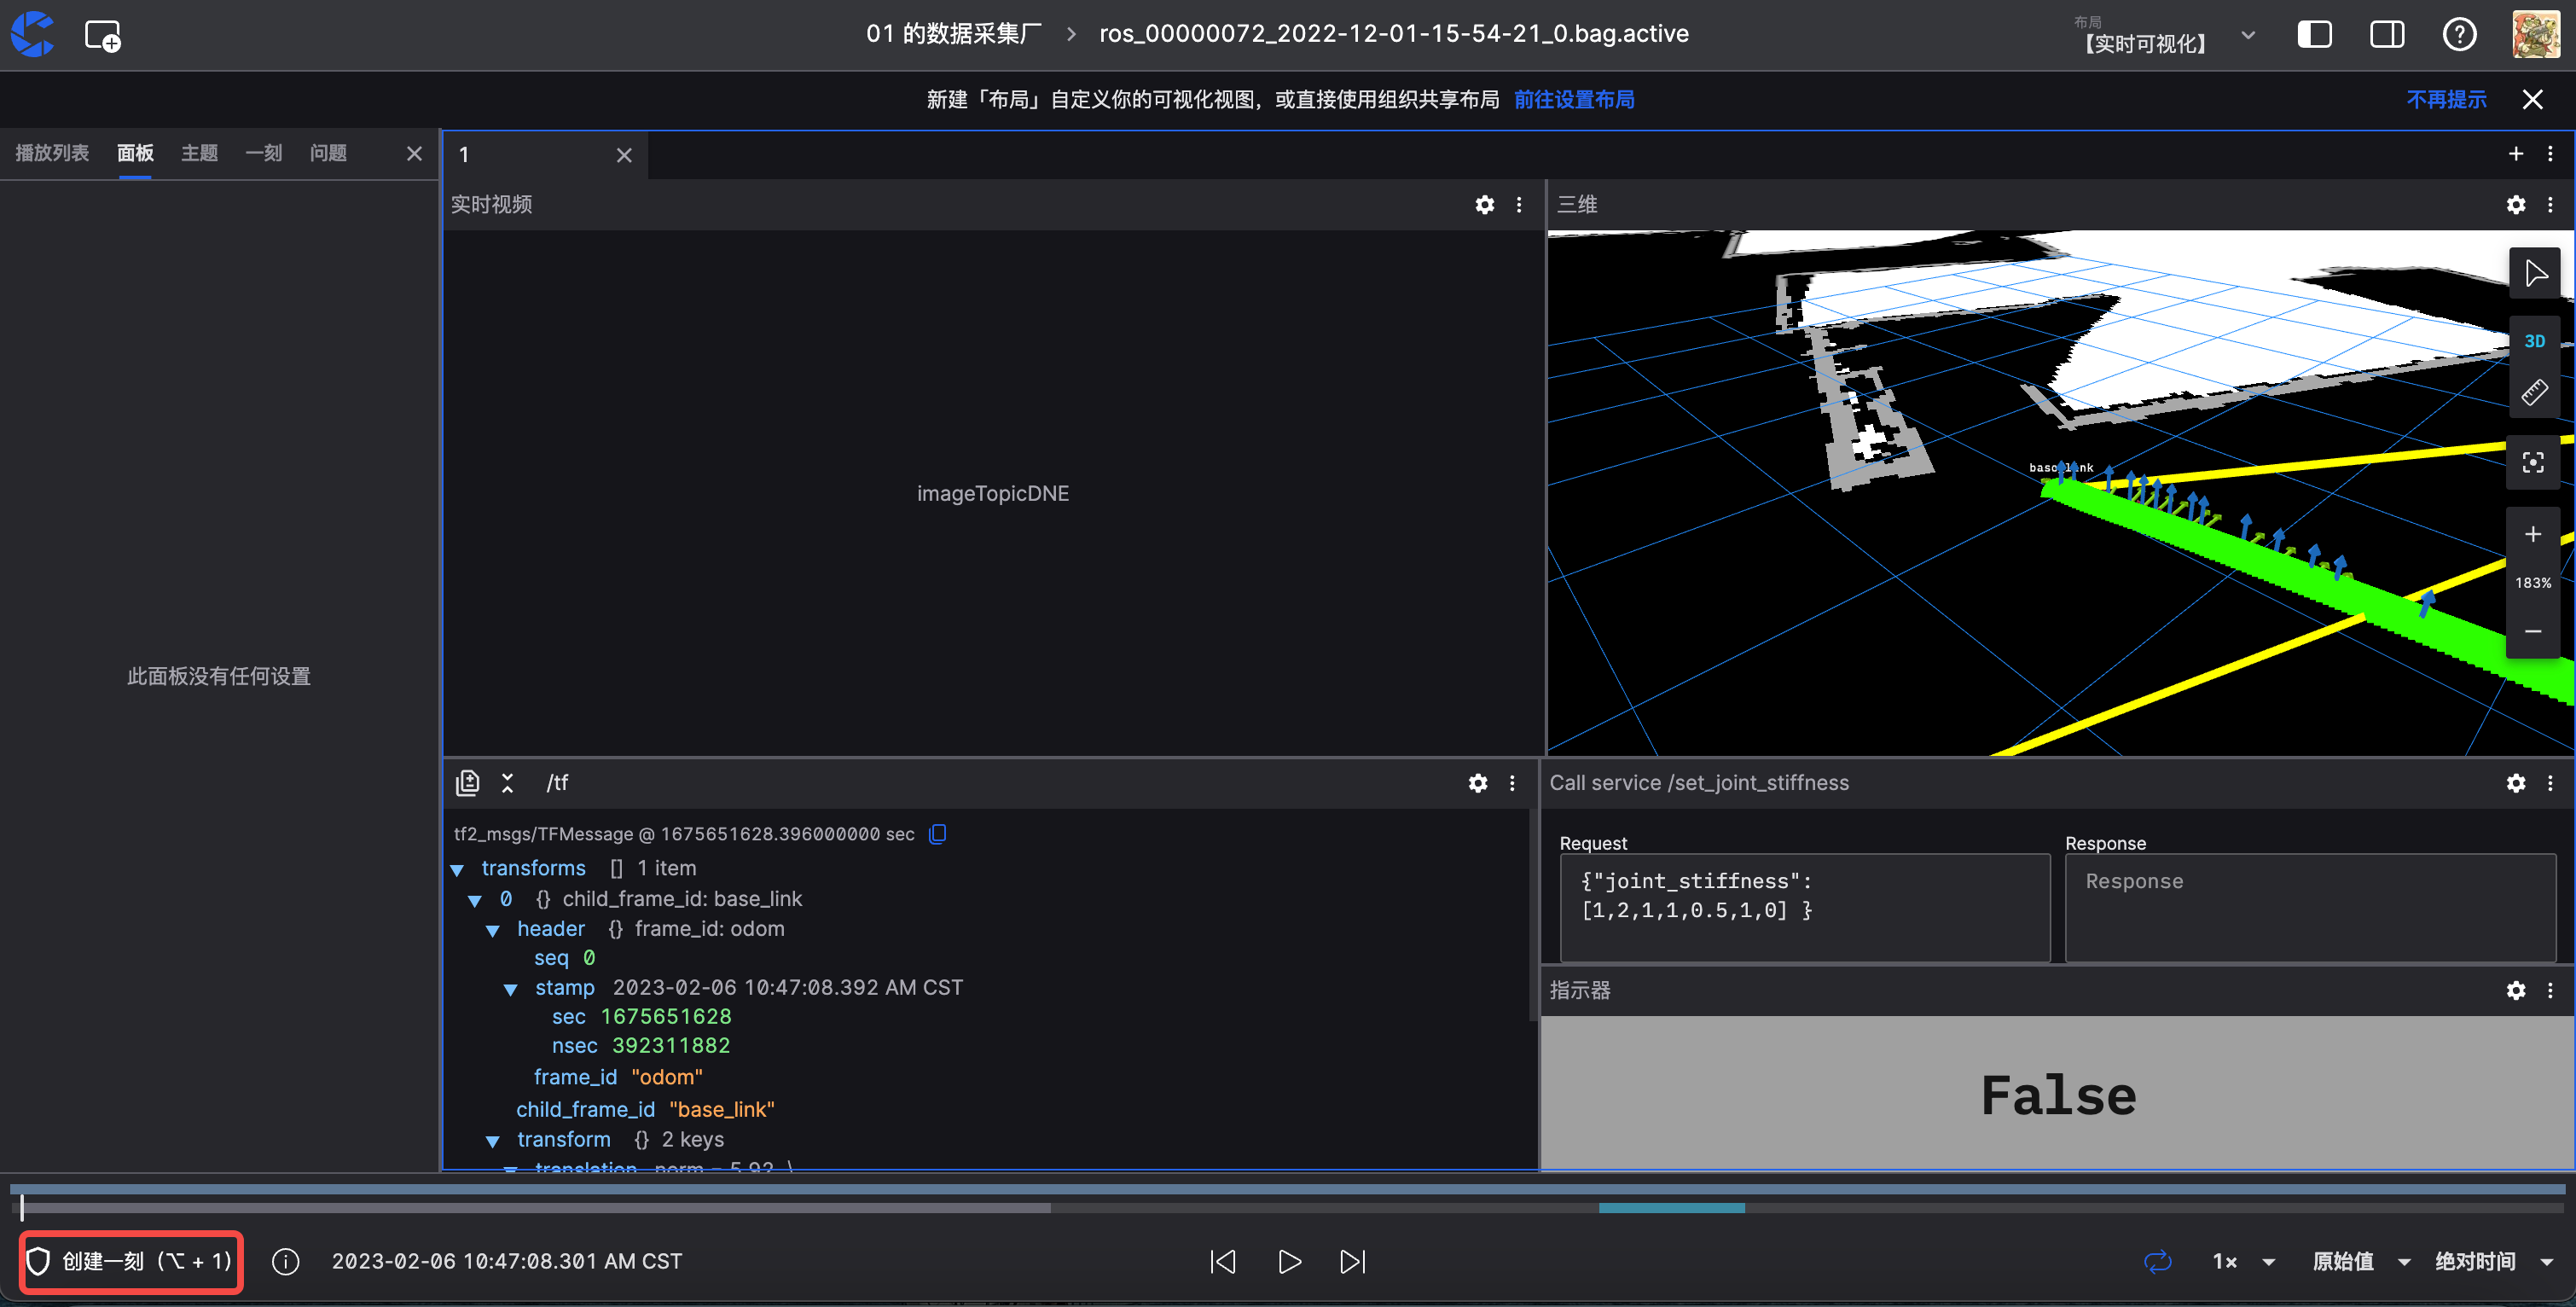 01 的数据采集厂 > ros_00000072_2022-12-01-15-54-21_0.bag.active
布局
【实时可视化】
新建「布局」自定义你的可视化视图，或直接使用组织共享布局 前往设置布局
不再提示
播放列表 面板 主题 一刻 问题
1
实时视频
三维
imageTopicDNE
此面板没有任何设置
3D
base_link
183%
/tf
tf2_msgs/TFMessage @ 1675651628.396000000 sec
transforms [] 1 item
0 {} child_frame_id: base_link
header {} frame_id: odom
seq 0
stamp 2023-02-06 10:47:08.392 AM CST
sec 1675651628
nsec 392311882
frame_id "odom"
child_frame_id "base_link"
transform {} 2 keys
translation norm = 5.92
Call service /set_joint_stiffness
Request
{"joint_stiffness":
[1,2,1,1,0.5,1,0] }
Response
Response
指示器
False
创建一刻（⌥ + 1）
2023-02-06 10:47:08.301 AM CST
1×
原始值
绝对时间